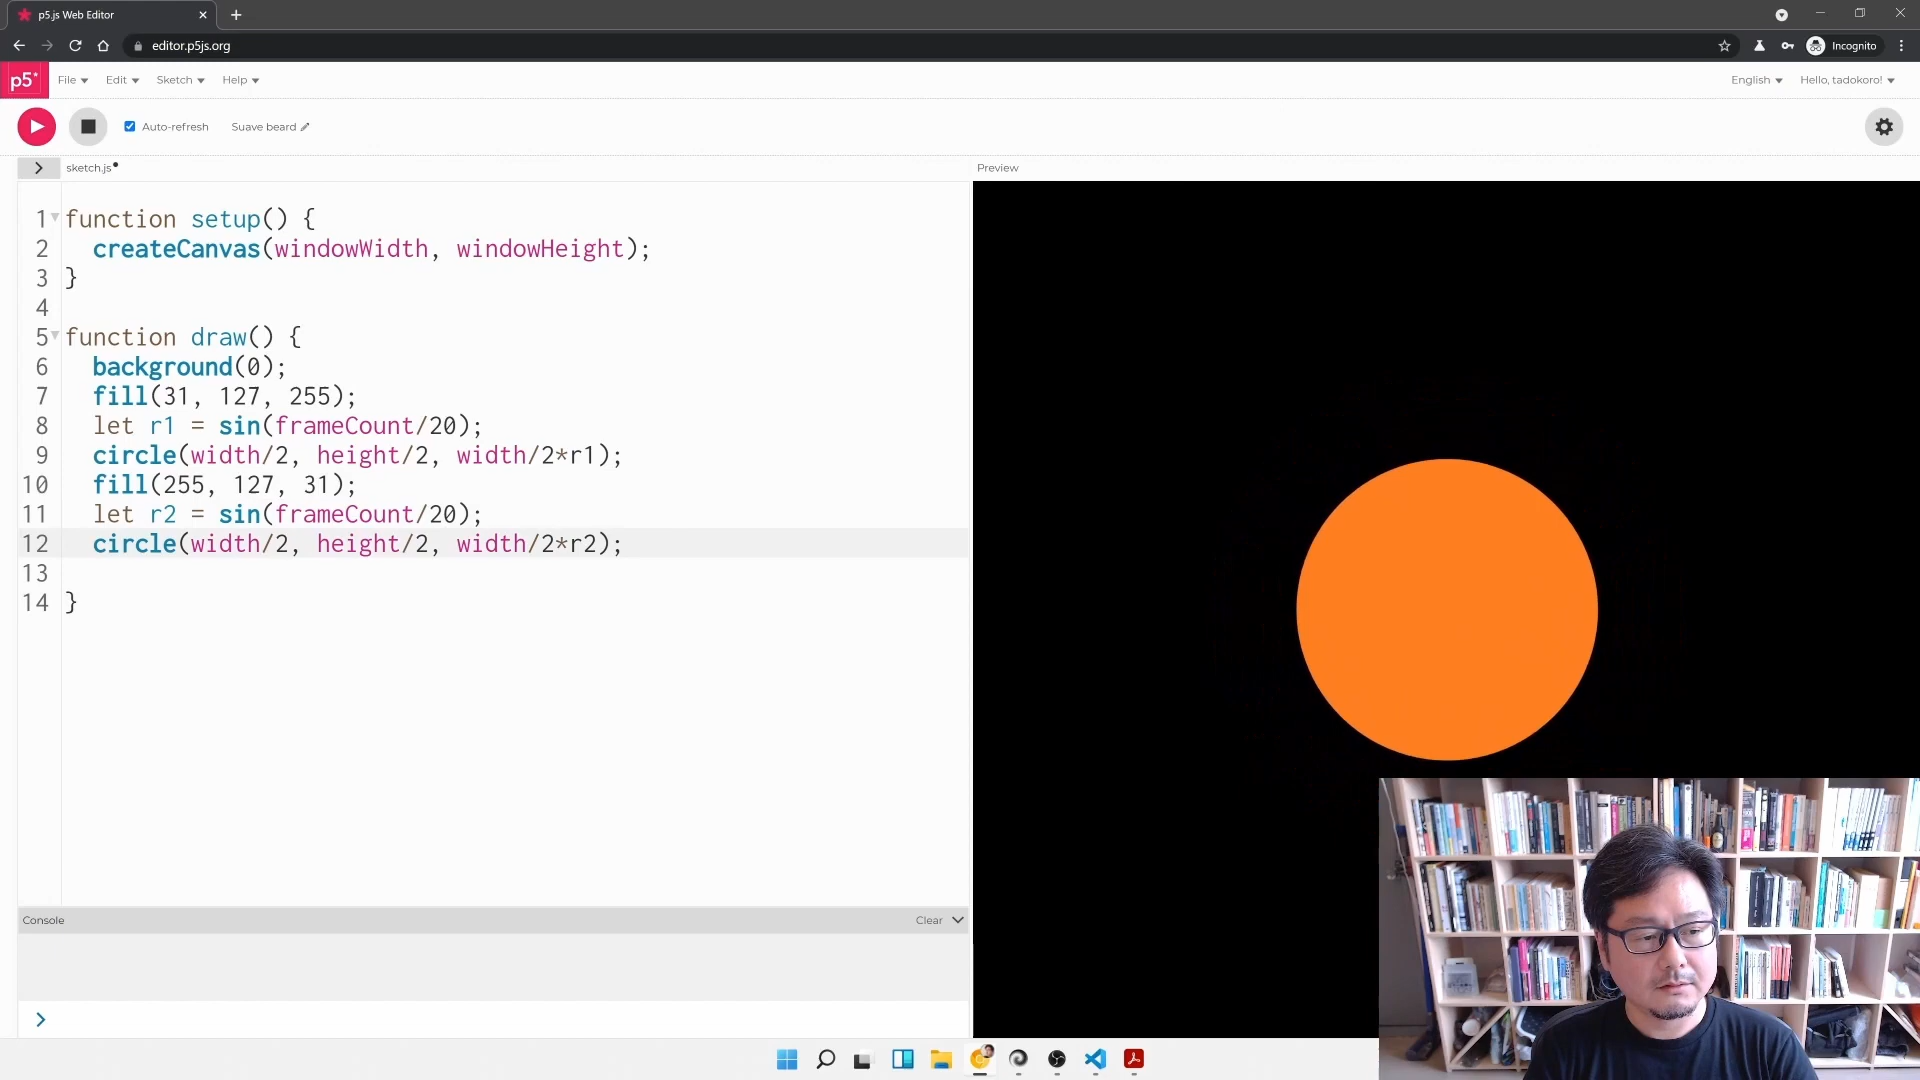 p5.js Web Editor
editor.p5js.org
Incognito
p5*
File
Edit
Sketch
Help
English
Hello, tadokoro!
Auto-refresh
Suave beard
sketch.js
Preview
1 function setup() {
2   createCanvas(windowWidth, windowHeight);
3 }
4
5 function draw() {
6   background(0);
7   fill(31, 127, 255);
8   let r1 = sin(frameCount/20);
9   circle(width/2, height/2, width/2*r1);
10   fill(255, 127, 31);
11   let r2 = sin(frameCount/20);
12   circle(width/2, height/2, width/2*r2);
13
14 }
Console
Clear